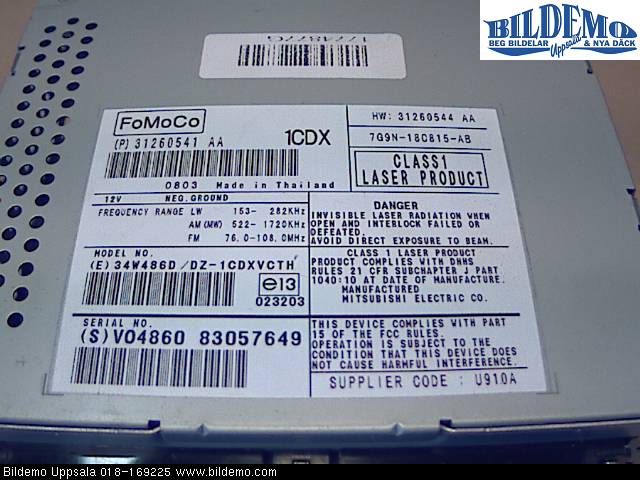 BILDEMO
BEG BILDELAR Uppsala & NYA DÄCK
FoMoCo
(P) 31260541 AA
1CDX
HW: 31260544 AA
7G9N-18C815-AB
CLASS1
LASER PRODUCT
0803 Made in Thailand
12V NEG.GROUND
FREQUENCY RANGE LW 153- 282KHz
AM(MW) 522- 1720KHz
FM 76.0-108.0MHz
DANGER
INVISIBLE LASER RADIATION WHEN
OPEN AND INTERLOCK FAILED OR
DEFEATED.
AVOID DIRECT EXPOSURE TO BEAM.
MODEL NO.
(E) 34W486D/DZ-1CDXVCTH
e13
023203
CLASS 1 LASER PRODUCT
PRODUCT COMPLIES WITH DHHS
RULES 21 CFR SUBCHAPTER J PART
1040:10 AT DATE OF MANUFACTURE.
MANUFACTURED
MITSUBISHI ELECTRIC CO.
SERIAL NO.
(S) V04860 83057649
THIS DEVICE COMPLIES WITH PART
15 OF THE FCC RULES.
OPERATION IS SUBJECT TO THE
CONDITION THAT THIS DEVICE DOES
NOT CAUSE HARMFUL INTERFERENCE.
SUPPLIER CODE : U910A
Bildemo Uppsala 018-169225 www.bildemo.com